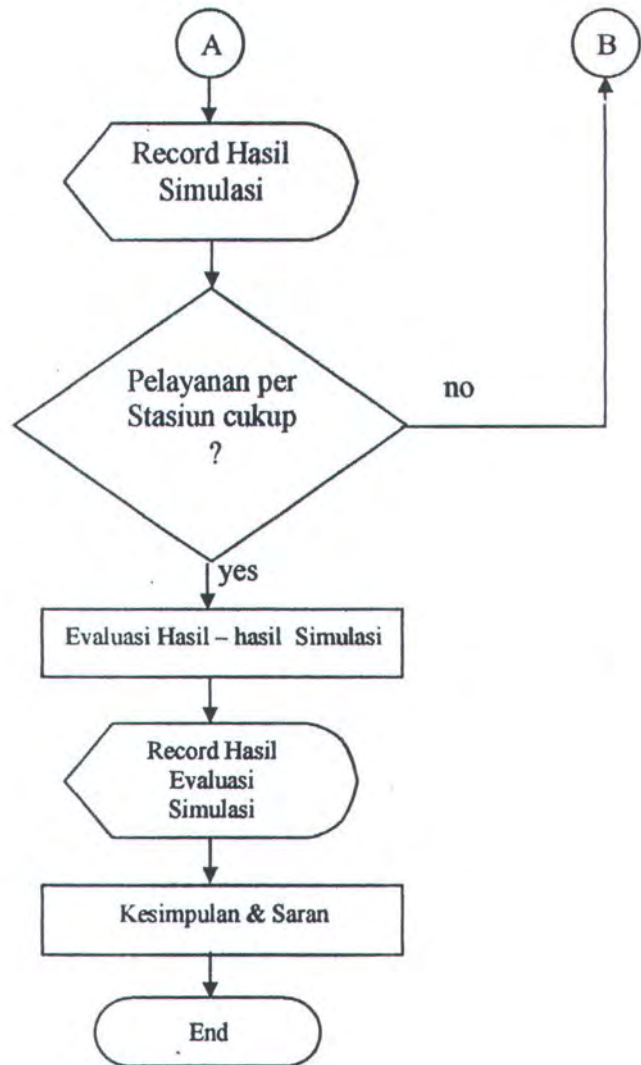 A
B
Record Hasil
Simulasi
Pelayanan per
Stasiun cukup
?
no
yes
Evaluasi Hasil – hasil Simulasi
Record Hasil
Evaluasi
Simulasi
Kesimpulan & Saran
End